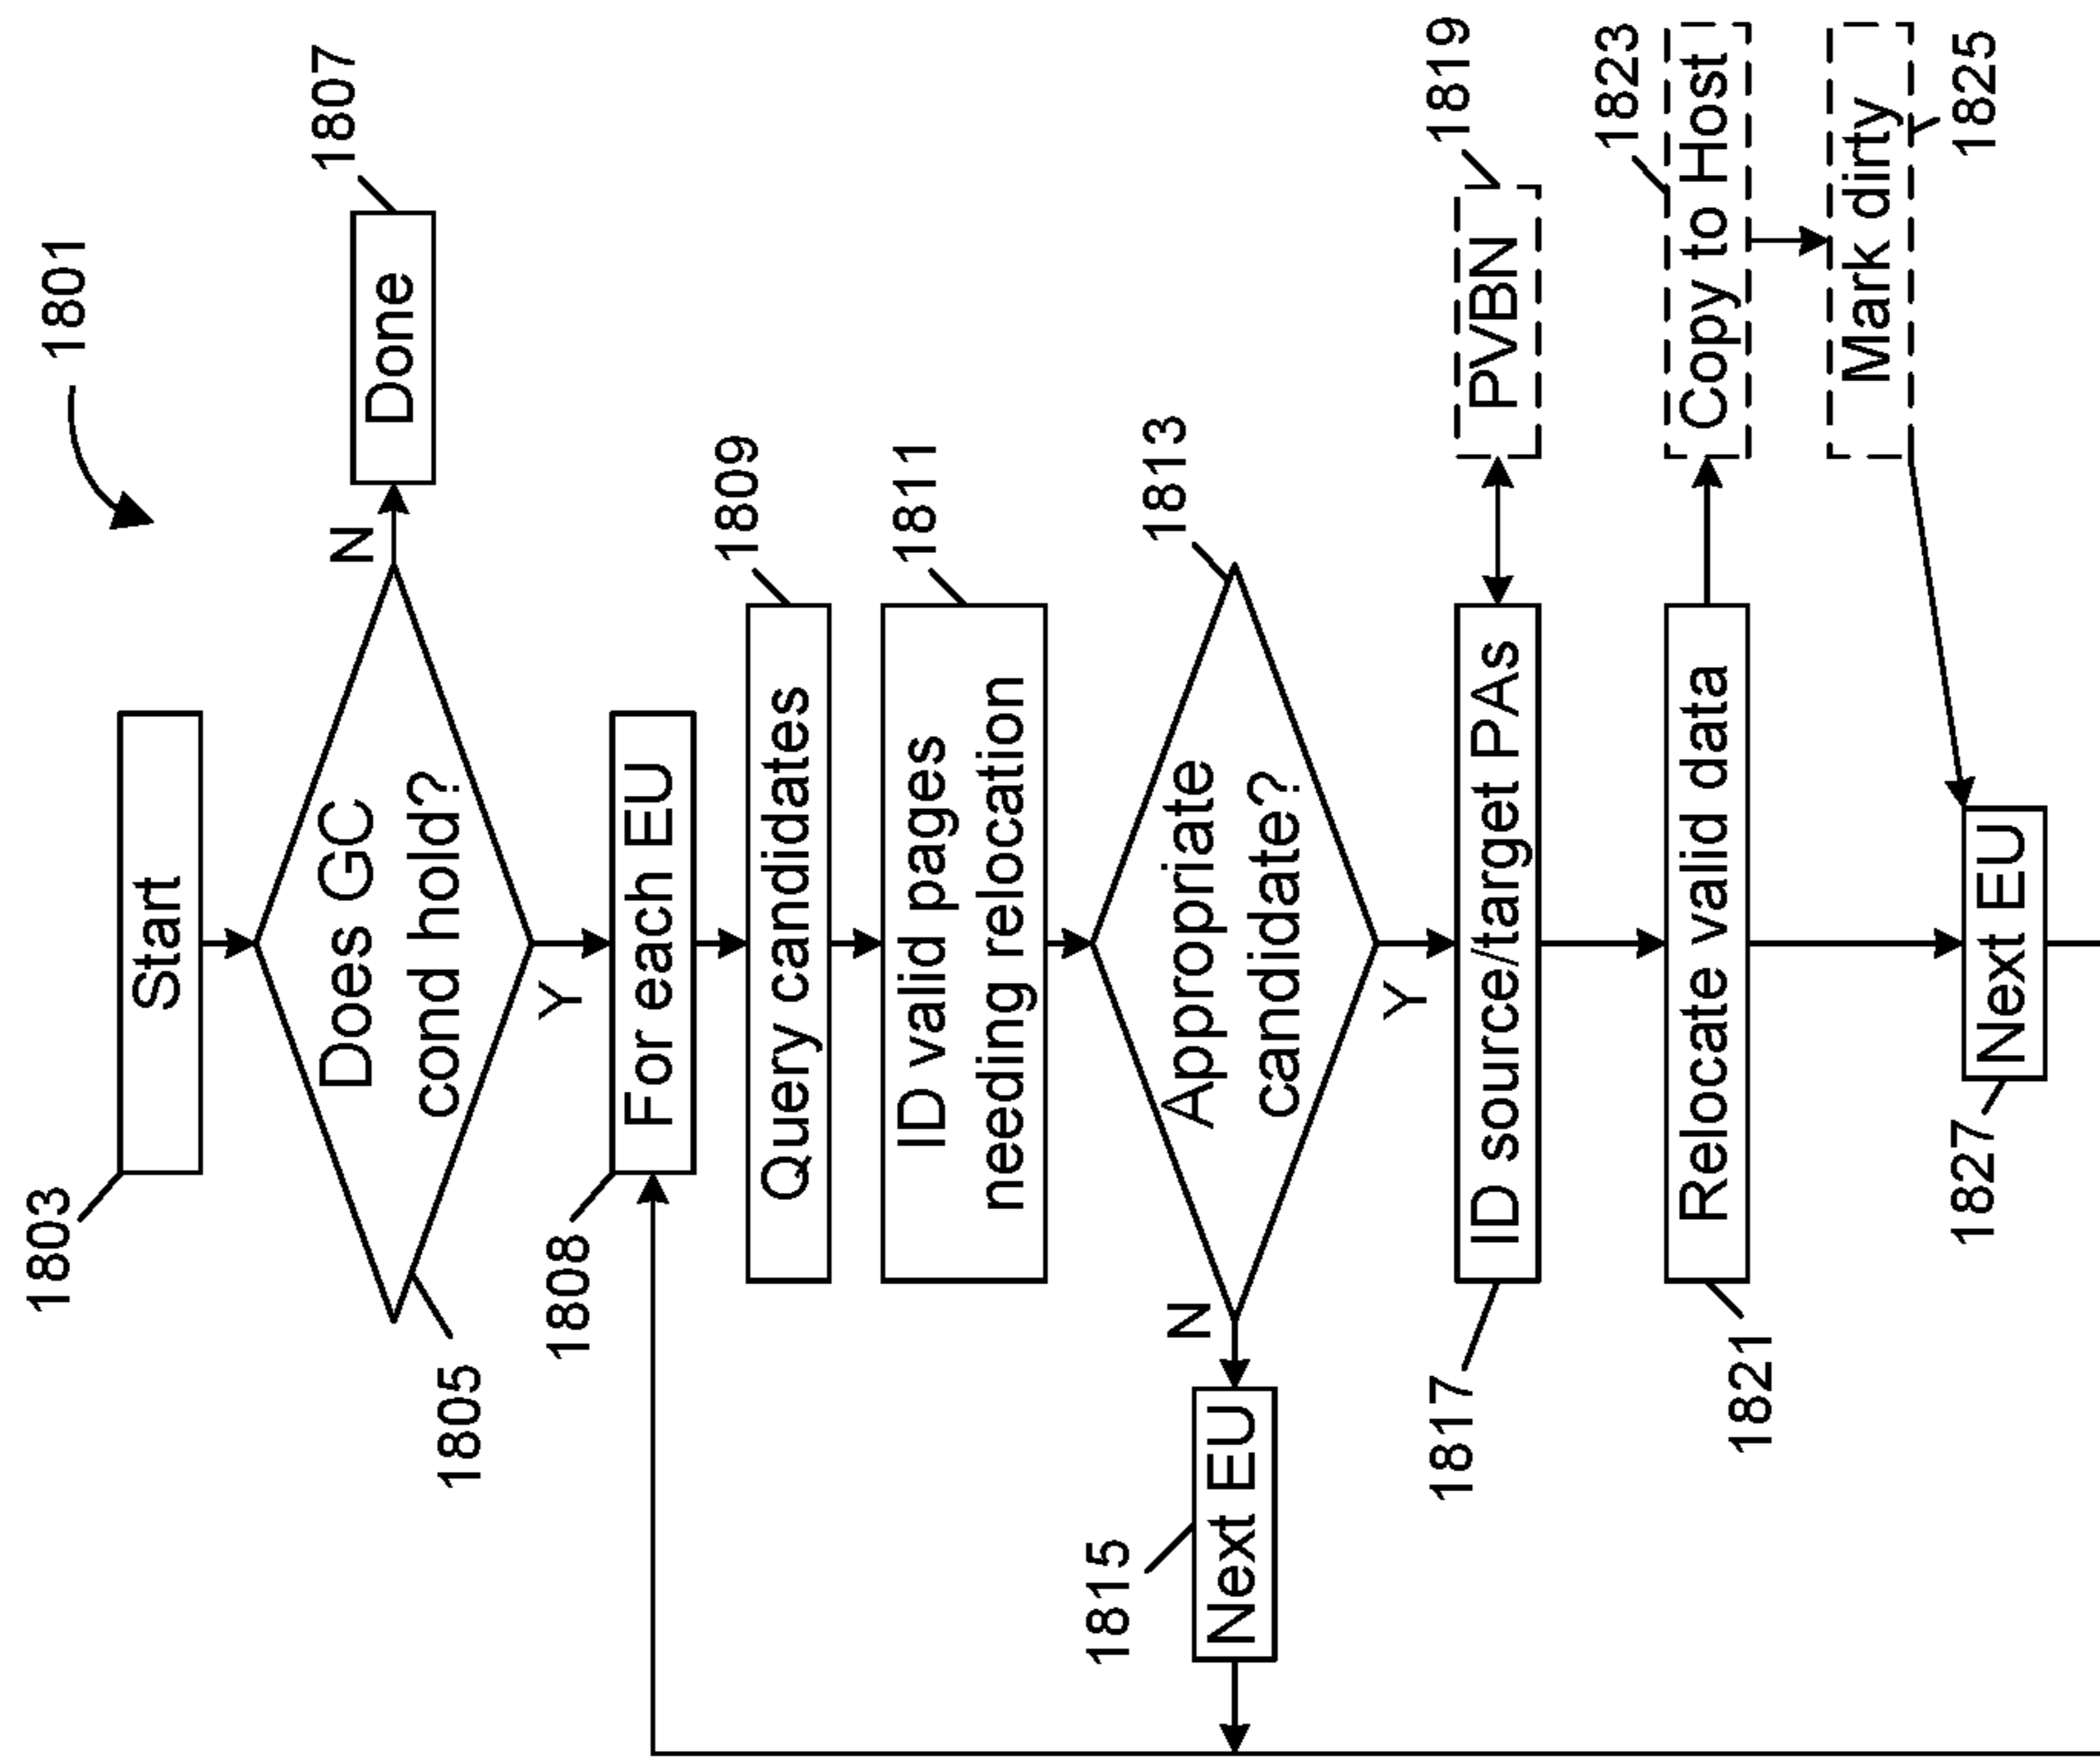 1801
1803
Start
1805
Does GC
cond hold?
N
Done
1807
Y
1808
For each EU
1809
Query candidates
1811
ID valid pages
needing relocation
1813
Appropriate
candidate?
N
1815
Next EU
Y
1817
ID source/target PAs
PVBN
1819
1821
Relocate valid data
1823
Copy to Host
Mark dirty
1825
1827
Next EU